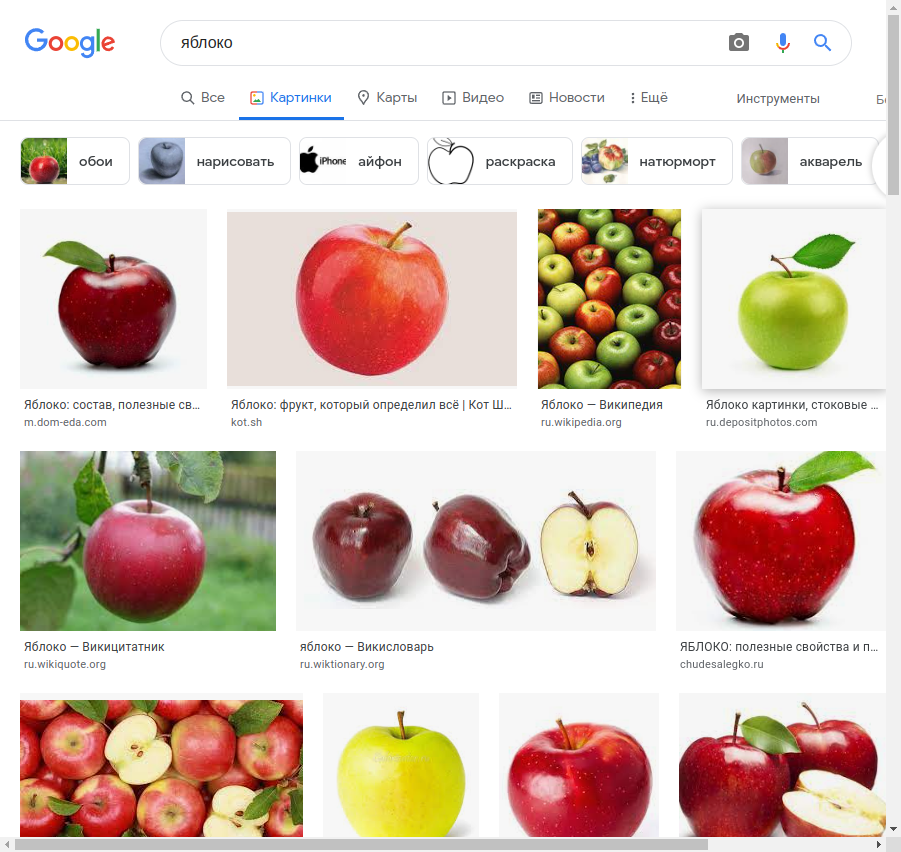 Google
яблоко
Все
Картинки
Карты
Видео
Новости
Ещё
Инструменты
обои
нарисовать
iPhone
айфон
раскраска
натюрморт
акварель
Яблоко: состав, полезные св...
m.dom-eda.com
Яблоко: фрукт, который определил всё | Кот Ш...
kot.sh
Яблоко — Википедия
ru.wikipedia.org
Яблоко картинки, стоковые ...
ru.depositphotos.com
Яблоко — Викицитатник
ru.wikiquote.org
яблоко — Викисловарь
ru.wiktionary.org
ЯБЛОКО: полезные свойства и п...
chudesalegko.ru